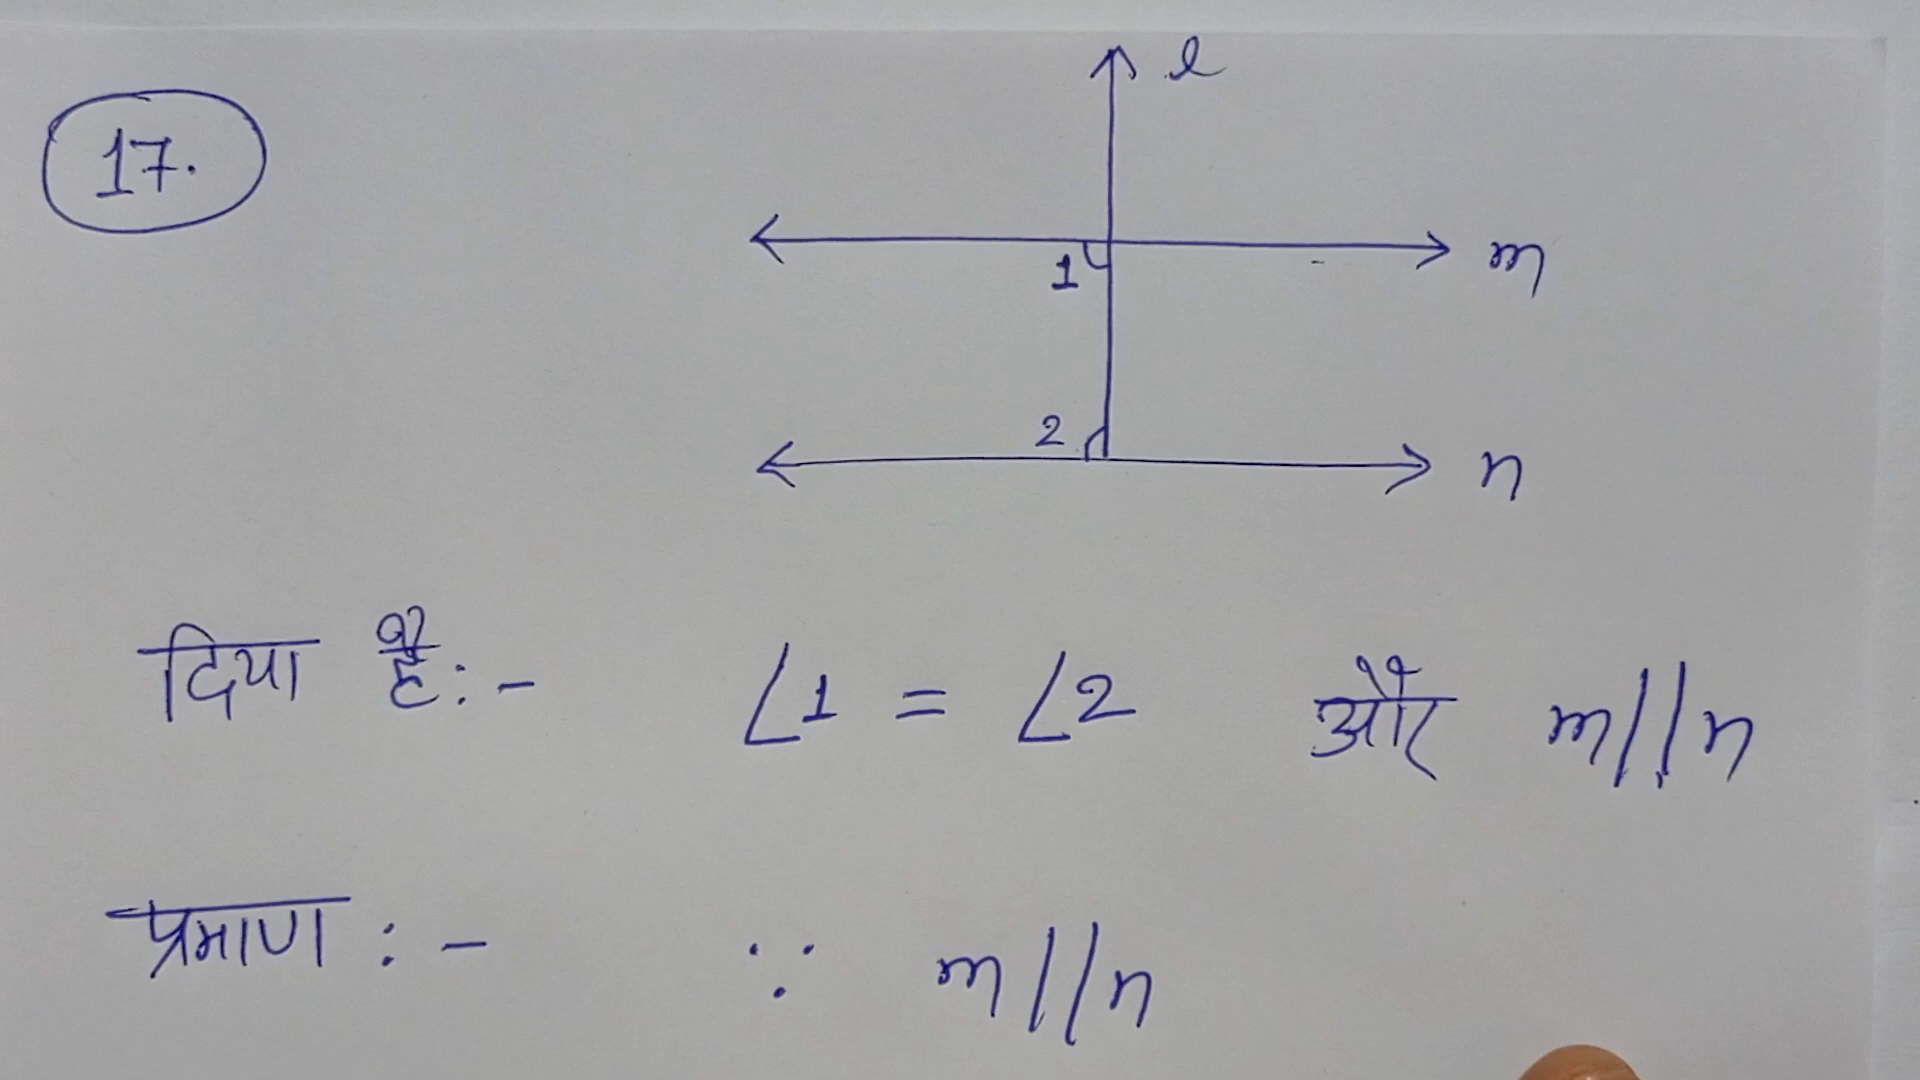 17.
l
m
1
2
n
दिया है:- ∠1 = ∠2 और m//n
प्रमाण :- ∵ m//n